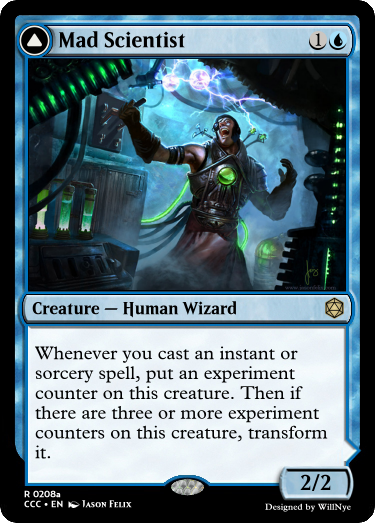 Mad Scientist
1
Creature — Human Wizard
Whenever you cast an instant or
sorcery spell, put an experiment
counter on this creature. Then if
there are three or more experiment
counters on this creature, transform
it.
2/2
R 0208a
CCC • EN Jason Felix
Designed by WillNye